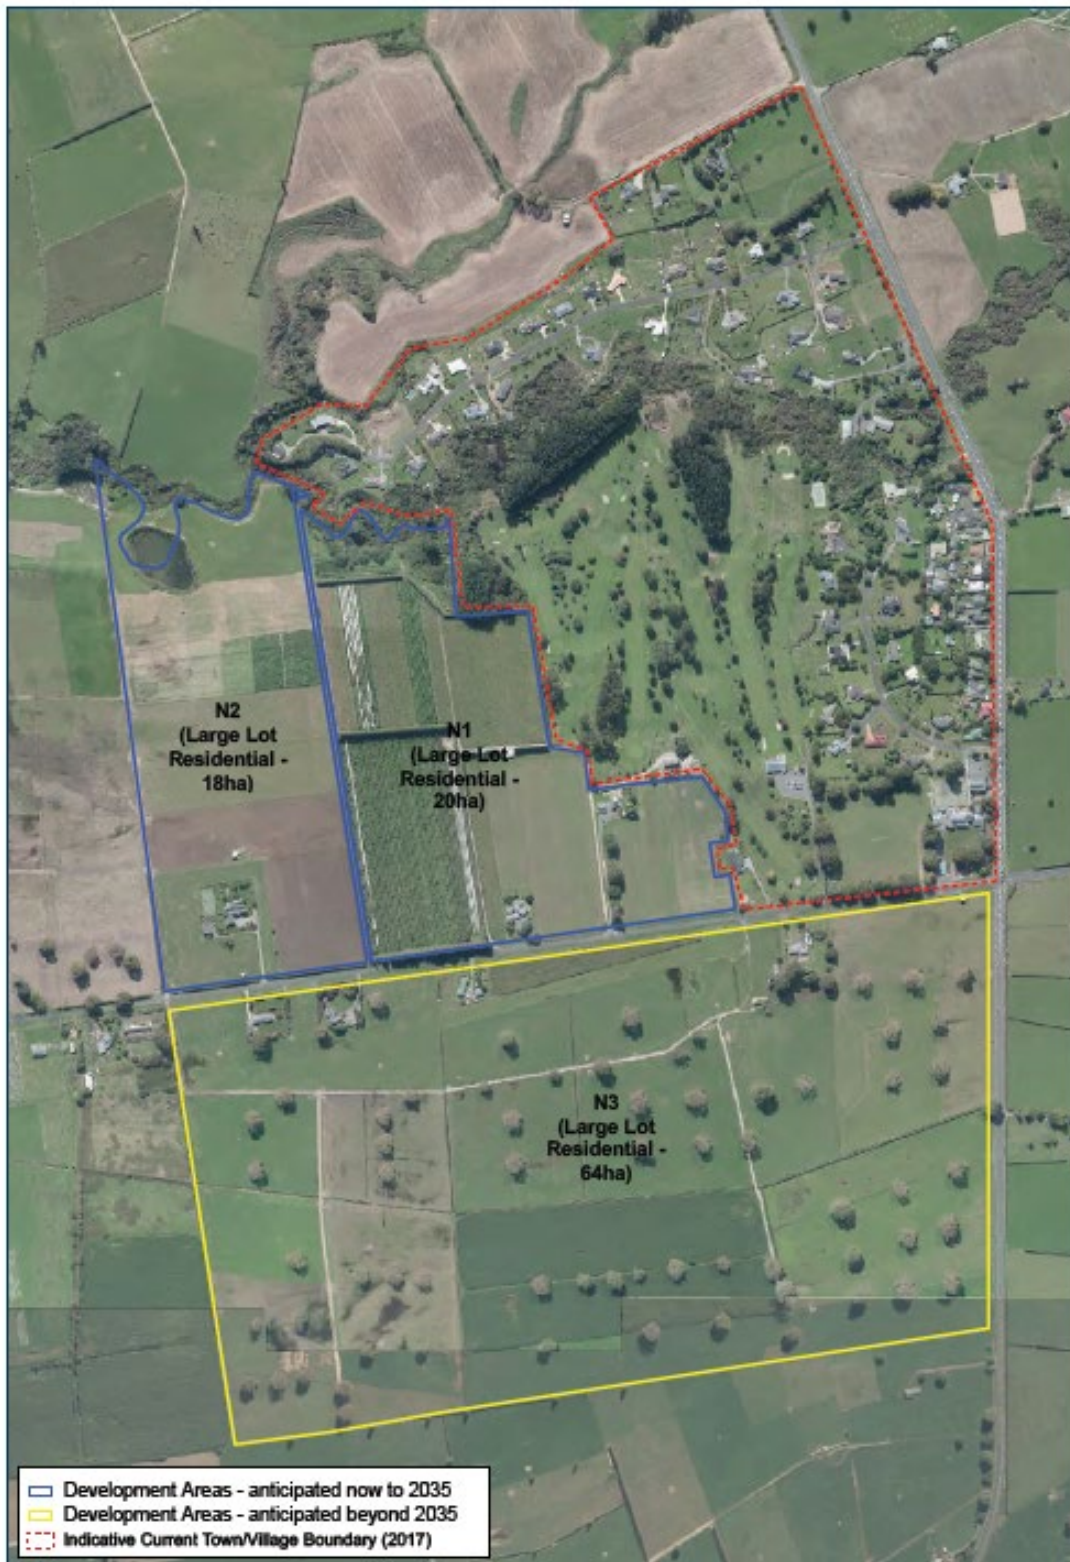 N2
(Large Lot
Residential -
18ha)
N1
(Large Lot
Residential -
20ha)
N3
(Large Lot
Residential -
64ha)
Development Areas - anticipated now to 2035
Development Areas - anticipated beyond 2035
Indicative Current Town/Village Boundary (2017)